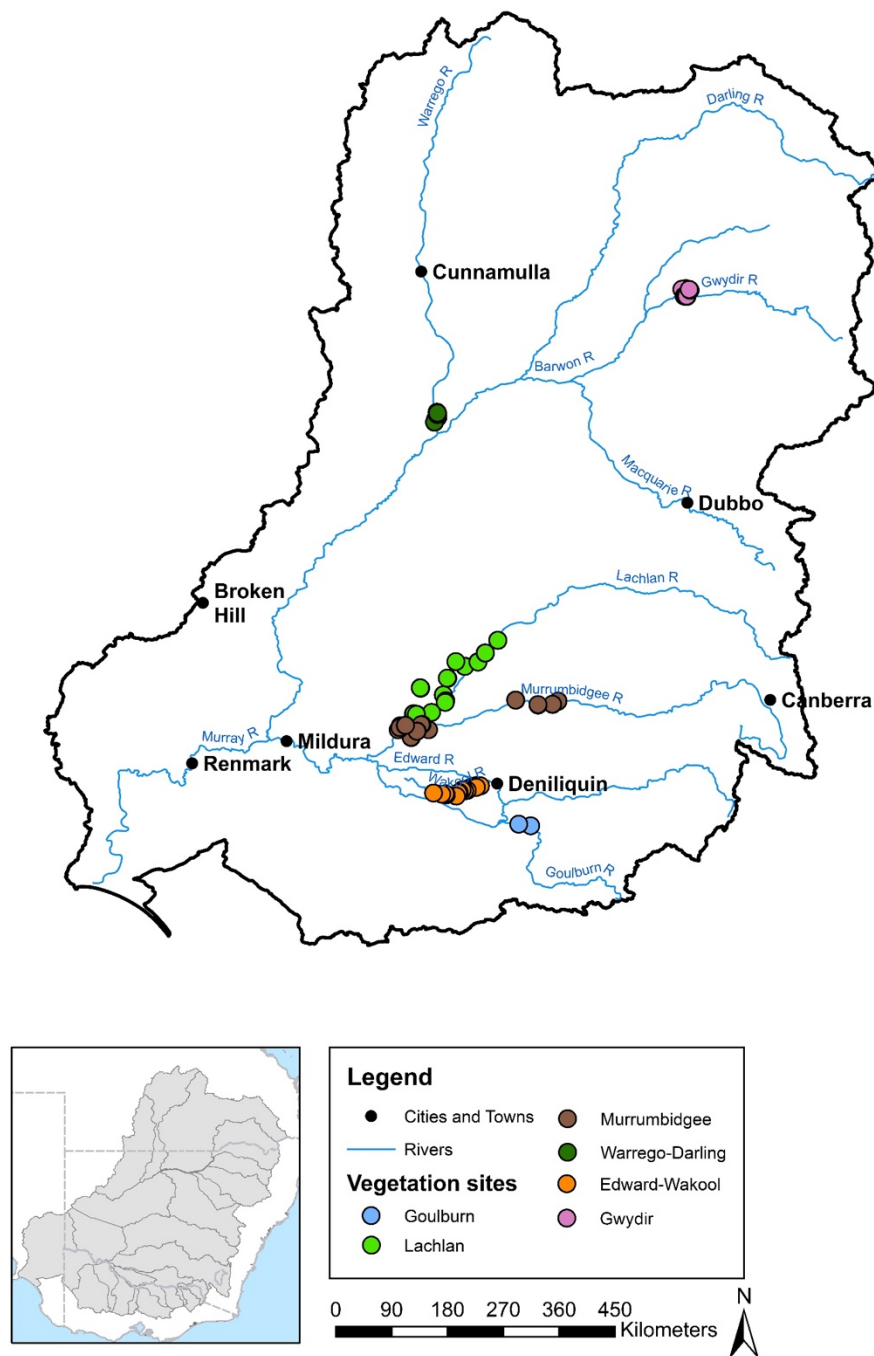 Warrego R
Darling R
Cunnamulla
Gwydir R
Barwon R
Macquarie R
Dubbo
Lachlan R
Broken
Hill
Murrumbidgee R
Canberra
Murray R
Mildura
Renmark
Edward R
Wakool R
Deniliquin
Goulburn R
Legend
Cities and Towns
Rivers
Vegetation sites
Goulburn
Lachlan
Murrumbidgee
Warrego-Darling
Edward-Wakool
Gwydir
N
0 90 180 270 360 450
Kilometers